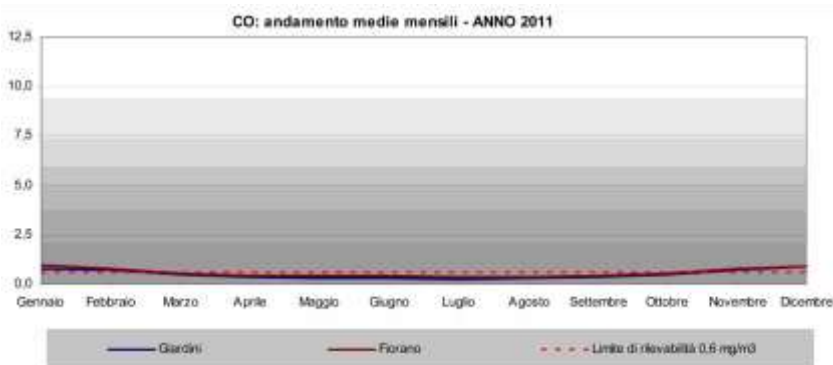 CO: andamento medie mensili - ANNO 2011
12,5
10,0
7,5
5,0
2,5
0,0
Gennaio Febbraio Marzo Aprile Maggio Giugno Luglio Agosto Settembre Ottobre Novembre Dicembre
Giardini Fiorano Limite di rilevabilità 0,6 mg/m3